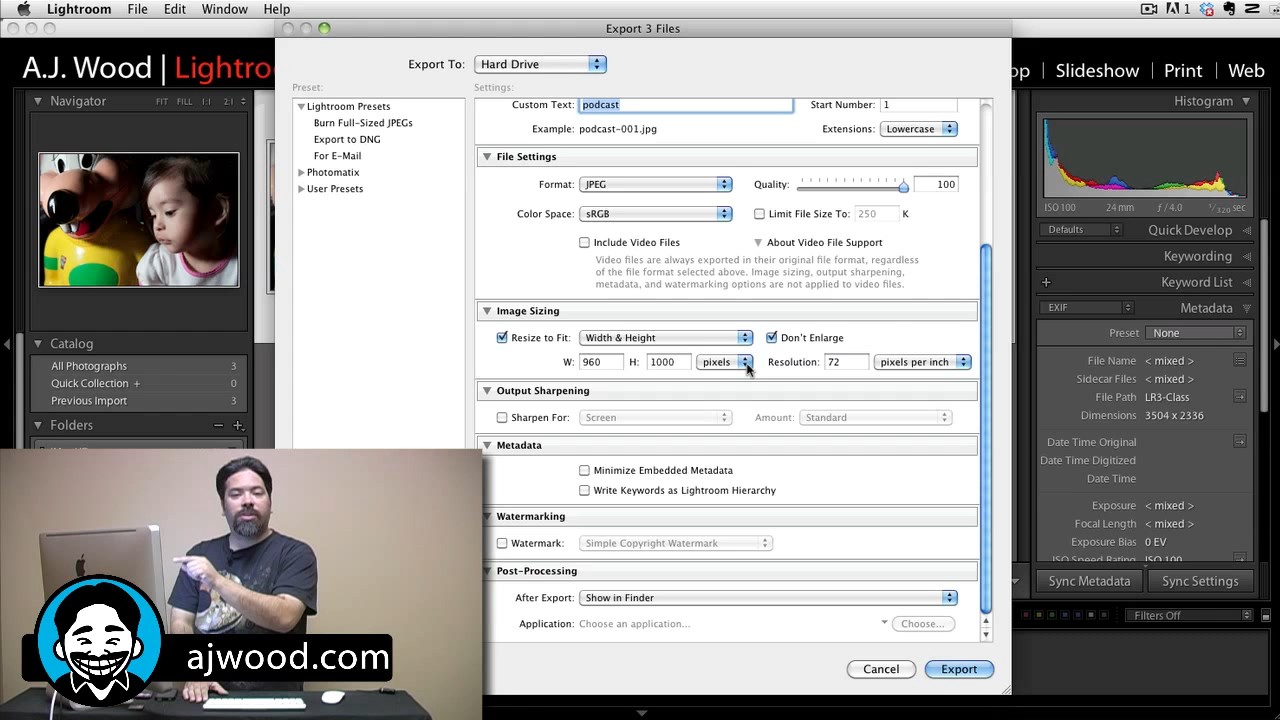 Lightroom File Edit Window Help
A 1
Export 3 Files
A.J. Wood | Lightro
op | Slideshow | Print | Web
Export To: Hard Drive
Preset:
Settings:
Navigator FIT FILL 1:1 2:1
Histogram
Lightroom Presets
Burn Full-Sized JPEGs
Export to DNG
For E-Mail
Photomatix
User Presets
Custom Text: podcast Start Number: 1
Example: podcast-001.jpg Extensions: Lowercase
File Settings
Format: JPEG Quality: 100
Color Space: sRGB Limit File Size To: 250 K
Include Video Files About Video File Support
Video files are always exported in their original file format, regardless
of the file format selected above. Image sizing, output sharpening,
metadata, and watermarking options are not applied to video files.
Image Sizing
Resize to Fit: Width & Height Don't Enlarge
W: 960 H: 1000 pixels Resolution: 72 pixels per inch
Output Sharpening
Sharpen For: Screen Amount: Standard
Metadata
Minimize Embedded Metadata
Write Keywords as Lightroom Hierarchy
Watermarking
Watermark: Simple Copyright Watermark
Post-Processing
After Export: Show in Finder
Application: Choose an application... Choose...
Cancel Export
Catalog
All Photographs 3
Quick Collection + 3
Previous Import 3
Folders
ISO 100 24 mm f / 4.0 1/320 sec
Defaults Quick Develop
Keywording
Keyword List
EXIF Metadata
Preset None
File Name < mixed >
Sidecar Files < mixed >
File Path LR3-Class
Dimensions 3504 x 2336
Date Time Original
Date Time Digitized
Date Time
Exposure < mixed >
Focal Length < mixed >
Exposure Bias 0 EV
ISO Speed Rating ISO 100
Sync Metadata Sync Settings
Filters Off
ajwood.com